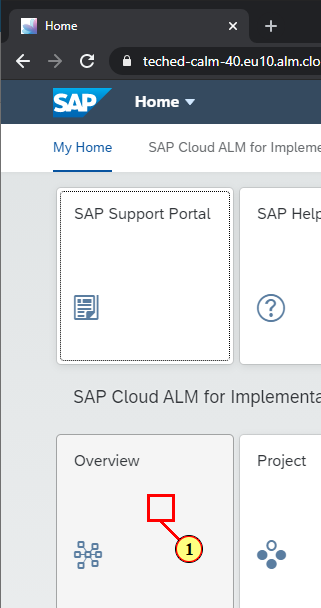 Home
teched-calm-40.eu10.alm.clo
SAP Home
My Home SAP Cloud ALM for Impleme
SAP Support Portal SAP Help
?
SAP Cloud ALM for Implementa
Overview Project
1